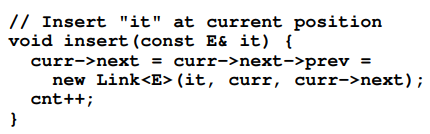 // Insert "it" at current position
void insert(const E& it) {
  curr->next = curr->next->prev =
    new Link<E>(it, curr, curr->next);
  cnt++;
}